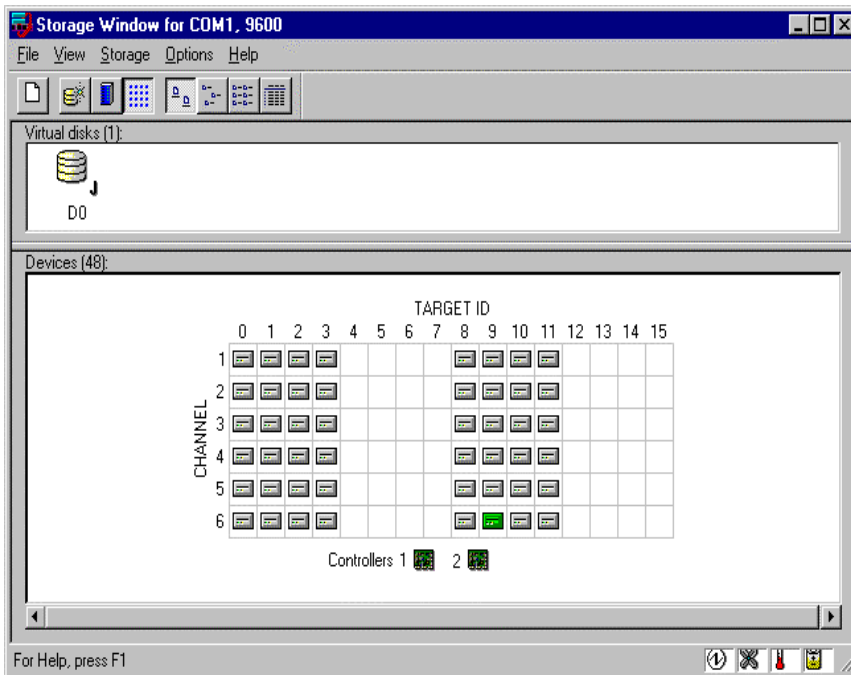 Storage Window for COM1, 9600
File View Storage Options Help
Virtual disks (1):
J
D0
Devices (48):
TARGET ID
0 1 2 3 4 5 6 7 8 9 10 11 12 13 14 15
CHANNEL
1
2
3
4
5
6
Controllers 1 2
For Help, press F1